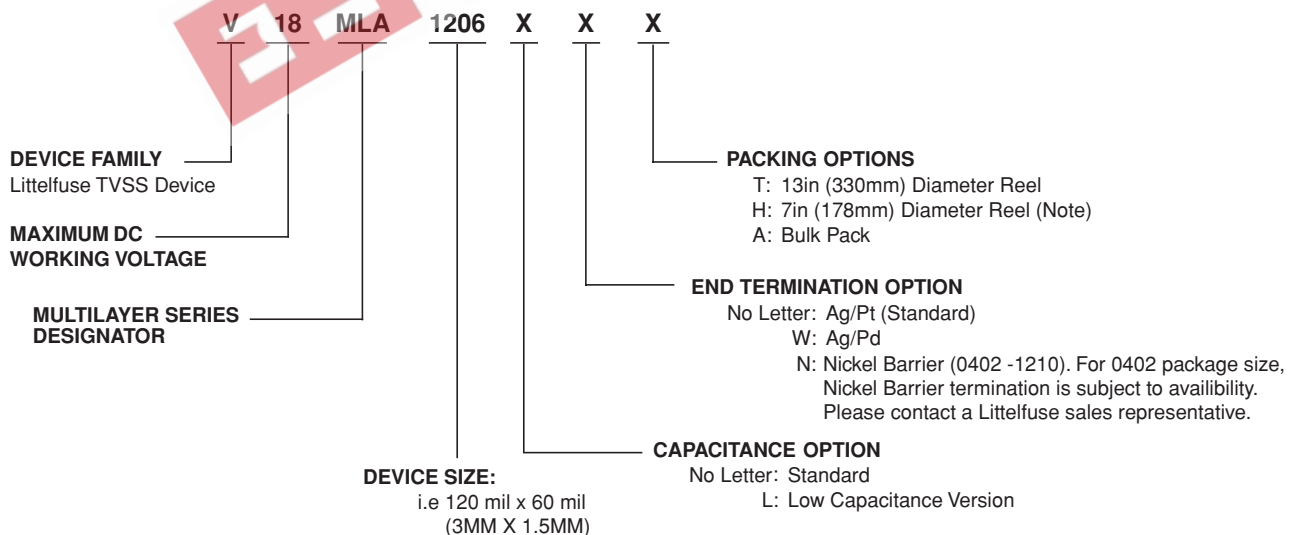 V 18 MLA 1206 X X X
DEVICE FAMILY
Littelfuse TVSS Device
MAXIMUM DC
WORKING VOLTAGE
MULTILAYER SERIES
DESIGNATOR
DEVICE SIZE:
i.e 120 mil x 60 mil
(3MM X 1.5MM)
PACKING OPTIONS
T: 13in (330mm) Diameter Reel
H: 7in (178mm) Diameter Reel (Note)
A: Bulk Pack
END TERMINATION OPTION
No Letter: Ag/Pt (Standard)
W: Ag/Pd
N: Nickel Barrier (0402 -1210). For 0402 package size,
Nickel Barrier termination is subject to availibility.
Please contact a Littelfuse sales representative.
CAPACITANCE OPTION
No Letter: Standard
L: Low Capacitance Version